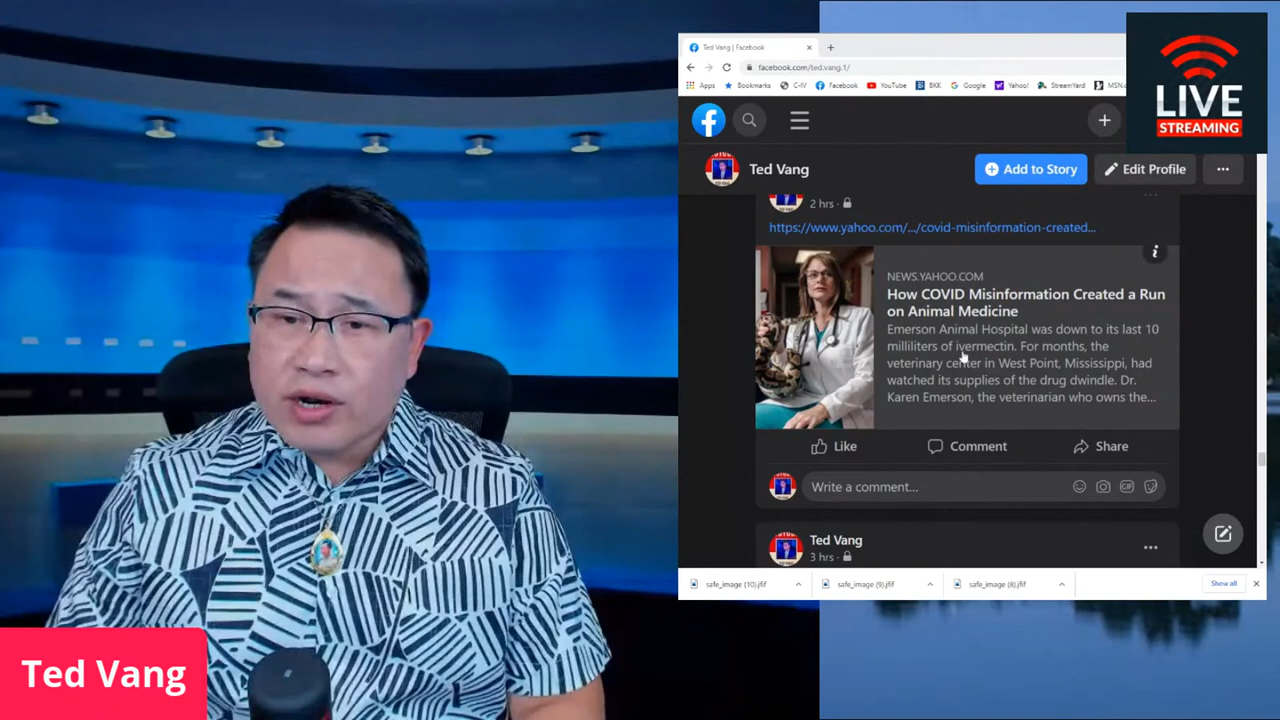 Ted Vang | Facebook
facebook.com/ted.vang.1/
Apps Bookmarks C-IV Facebook YouTube BKK Google Yahoo! StreamYard
LIVE
STREAMING
Ted Vang
Add to Story
Edit Profile
2 hrs
https://www.yahoo.com/.../covid-misinformation-created...
NEWS.YAHOO.COM
How COVID Misinformation Created a Run
on Animal Medicine
Emerson Animal Hospital was down to its last 10
milliliters of ivermectin. For months, the
veterinary center in West Point, Mississippi, had
watched its supplies of the drug dwindle. Dr.
Karen Emerson, the veterinarian who owns the...
Like Comment Share
Write a comment...
GIF
Ted Vang
3 hrs
safe_image (10).jfif safe_image (9).jfif safe_image (8).jfif Show all
Ted Vang